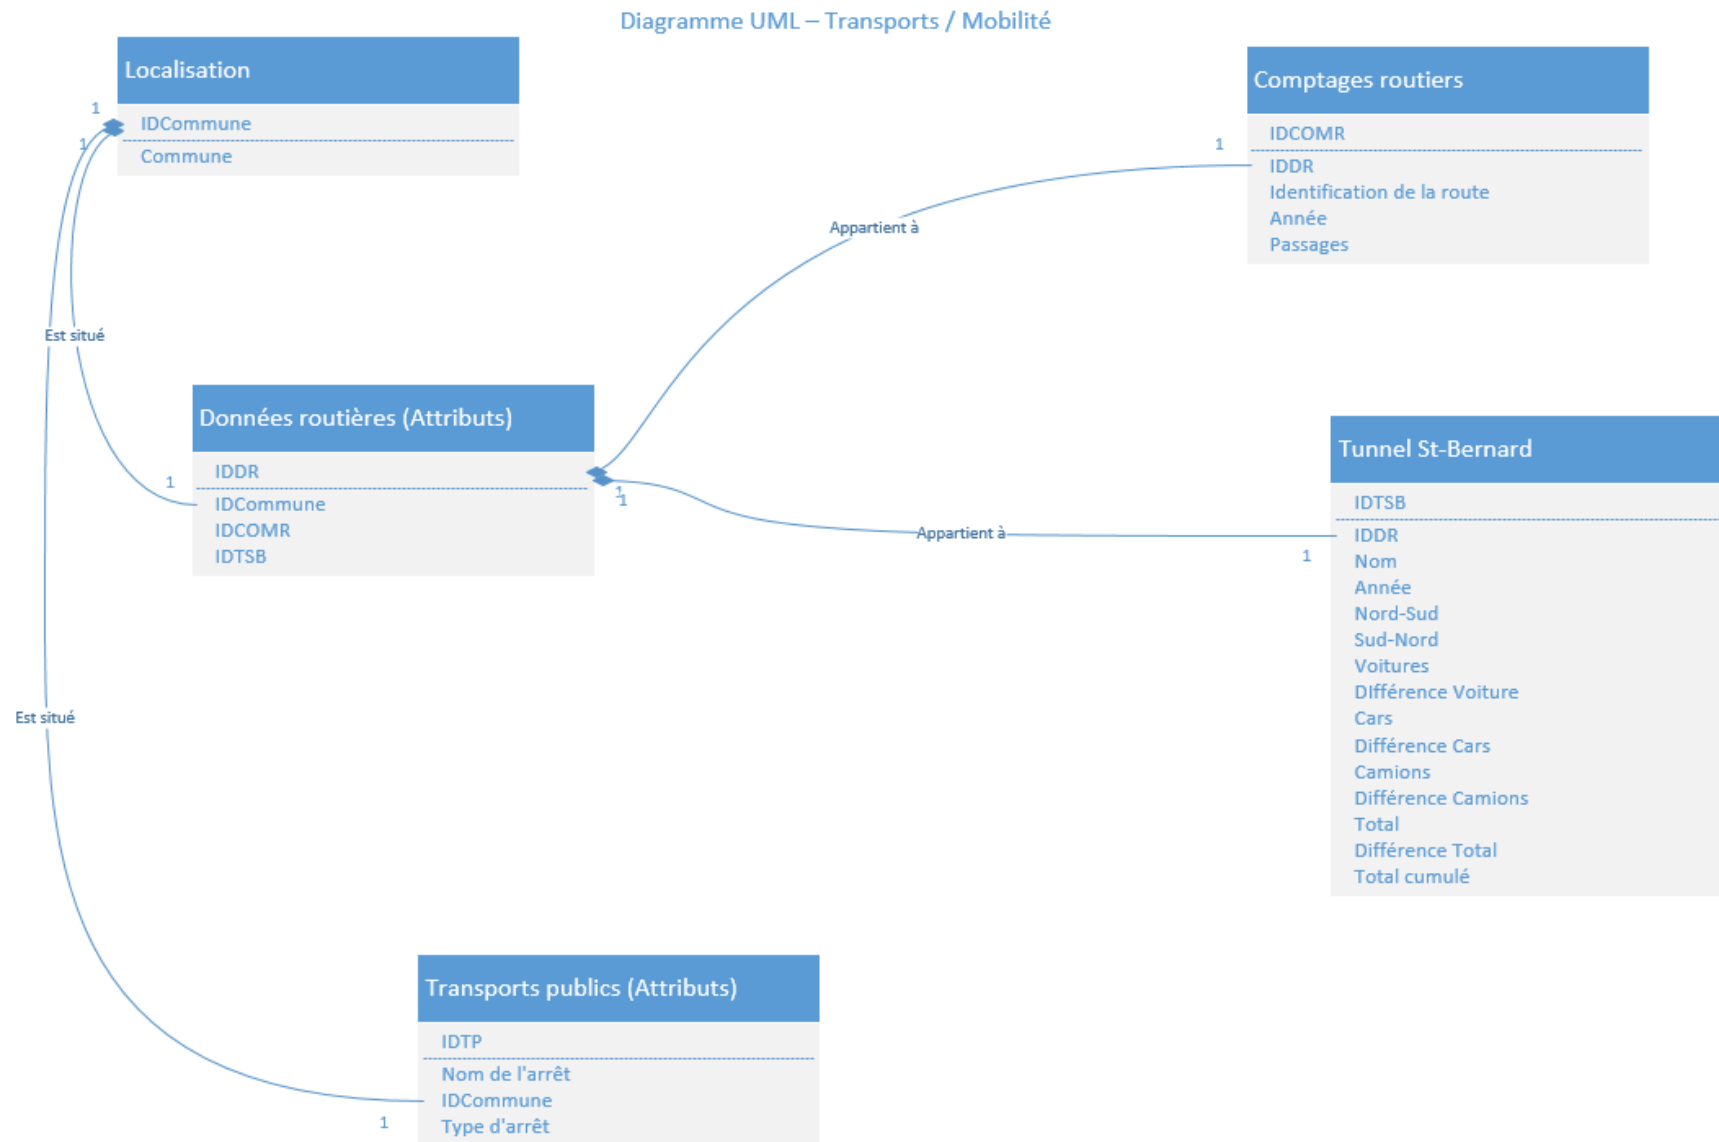 Diagramme UML – Transports / Mobilité
Localisation
1
1
IDCommune
Commune
Comptages routiers
1
IDCOMR
IDDR
Identification de la route
Année
Passages
Appartient à
Est situé
Données routières (Attributs)
1
IDDR
IDCommune
IDCOMR
IDTSB
1
1
Appartient à
Tunnel St-Bernard
1
IDTSB
IDDR
Nom
Année
Nord-Sud
Sud-Nord
Voitures
DIfférence Voiture
Cars
Différence Cars
Camions
Différence Camions
Total
Différence Total
Total cumulé
Est situé
Transports publics (Attributs)
IDTP
Nom de l'arrêt
IDCommune
Type d'arrêt
1